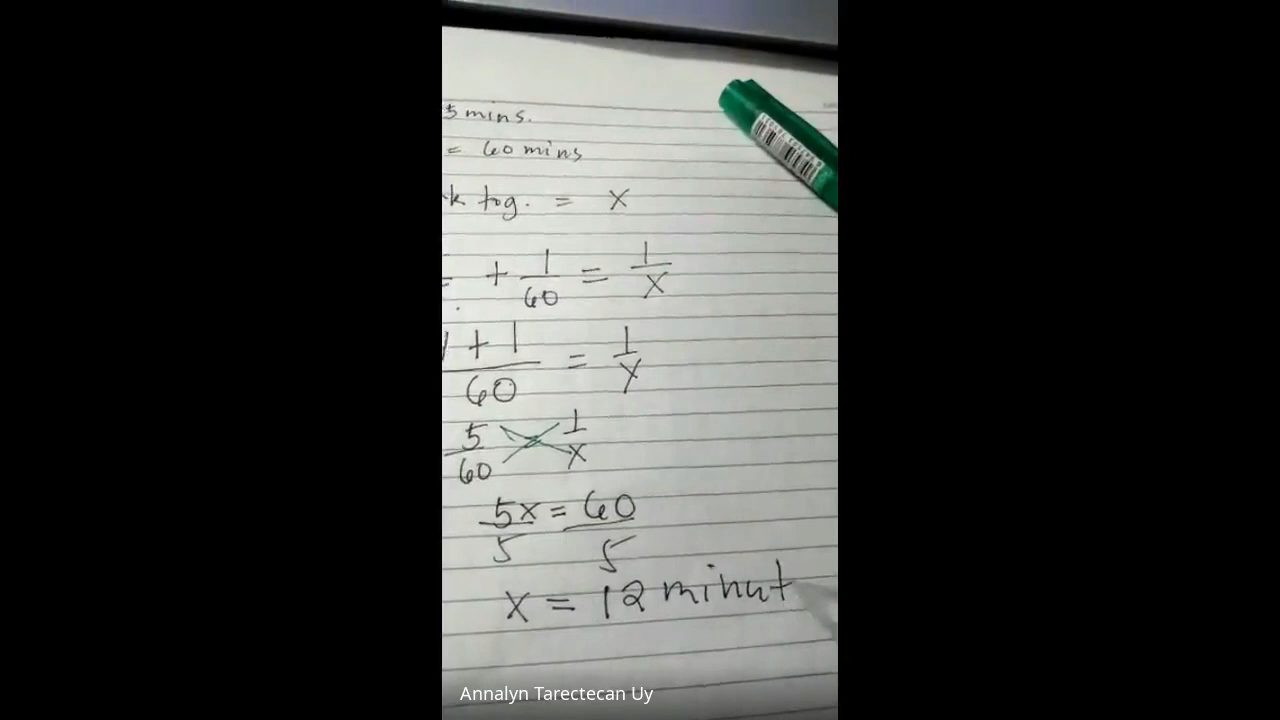 5 mins.
= 60 mins
k tog. = X
+ 1/60 = 1/X
+ 1/60 = 1/X
5/60 1/X
5x = 60
5 5
x = 12 minut
Annalyn Tarectecan Uy